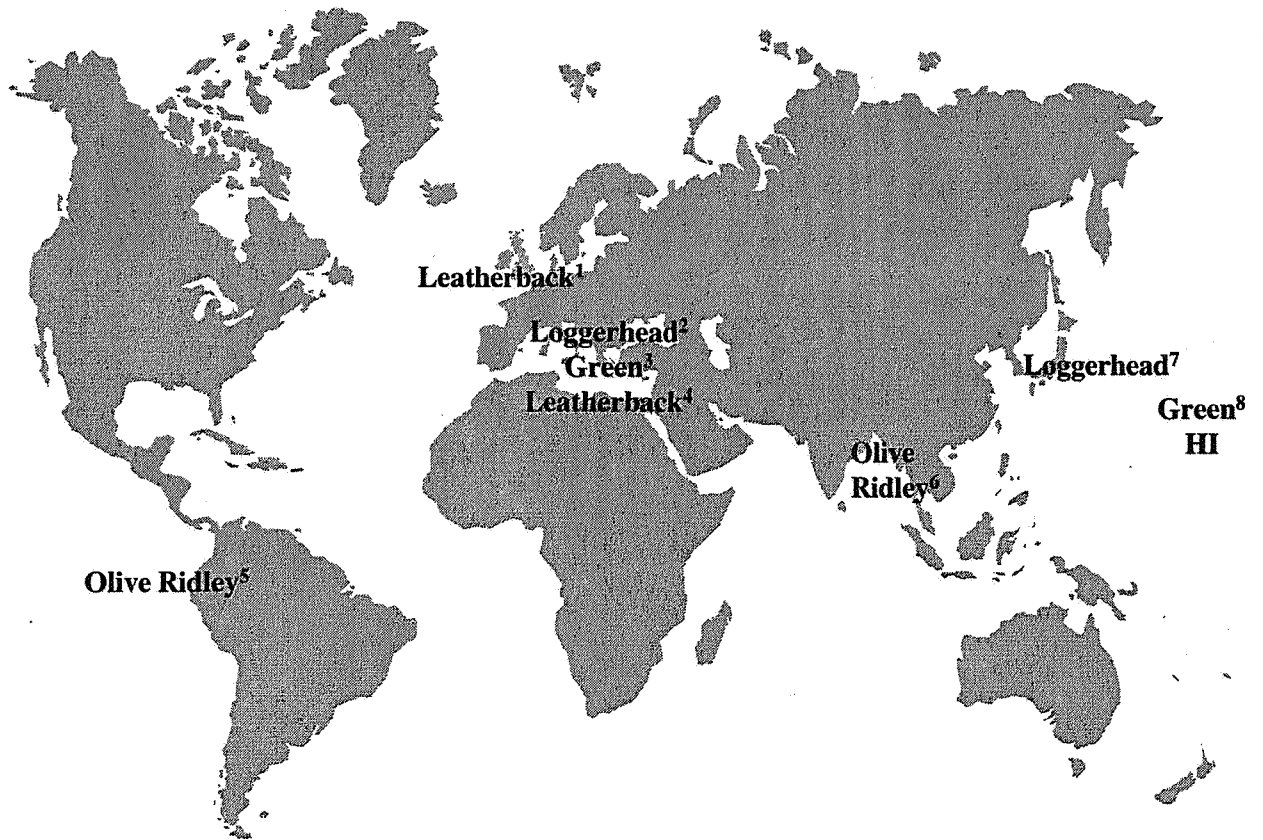 Leatherback¹
Loggerhead²
Green³
Leatherback⁴
Loggerhead⁷
Green⁸
HI
Olive
Ridley⁶
Olive Ridley⁵